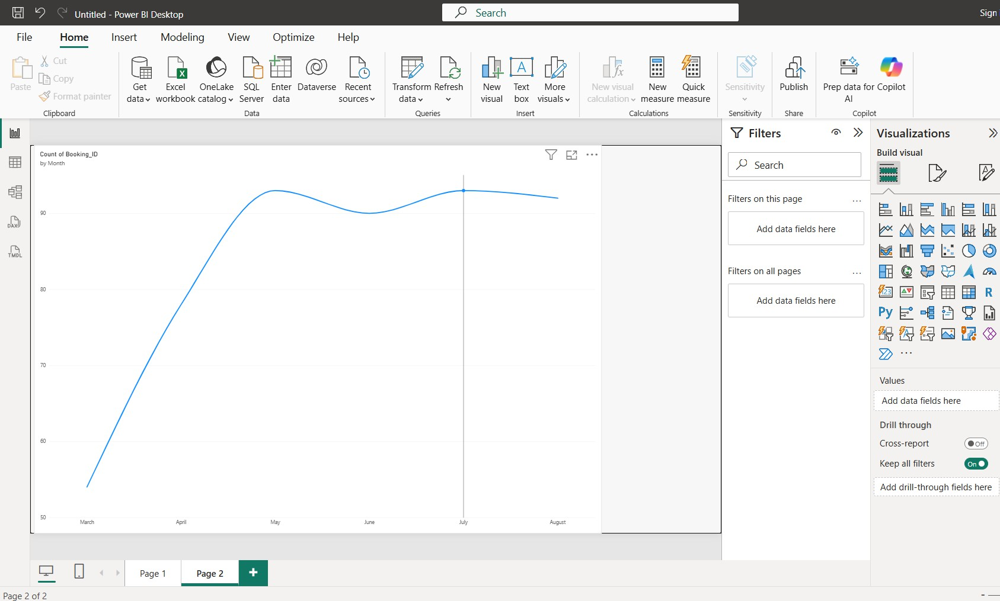 Untitled - Power BI Desktop
Search
Sign
File Home Insert Modeling View Optimize Help
Paste
Cut
Copy
Format painter
Clipboard
Get data
Excel workbook
OneLake catalog
SQL Server
Enter data
Dataverse
Recent sources
Data
Transform data
Refresh
Queries
New visual
Text box
More visuals
Insert
New visual calculation
New measure
Quick measure
Calculations
Sensitivity
Sensitivity
Publish
Share
Prep data for AI
Copilot
Copilot
DAX
TMDL
Count of Booking_ID
by Month
90
80
70
60
50
March April May June July August
Filters
Search
Filters on this page
...
Add data fields here
Filters on all pages
...
Add data fields here
Visualizations
Build visual
123
R
Py
...
Values
Add data fields here
Drill through
Cross-report
Off
Keep all filters
On
Add drill-through fields here
Page 1
Page 2
+
Page 2 of 2
-